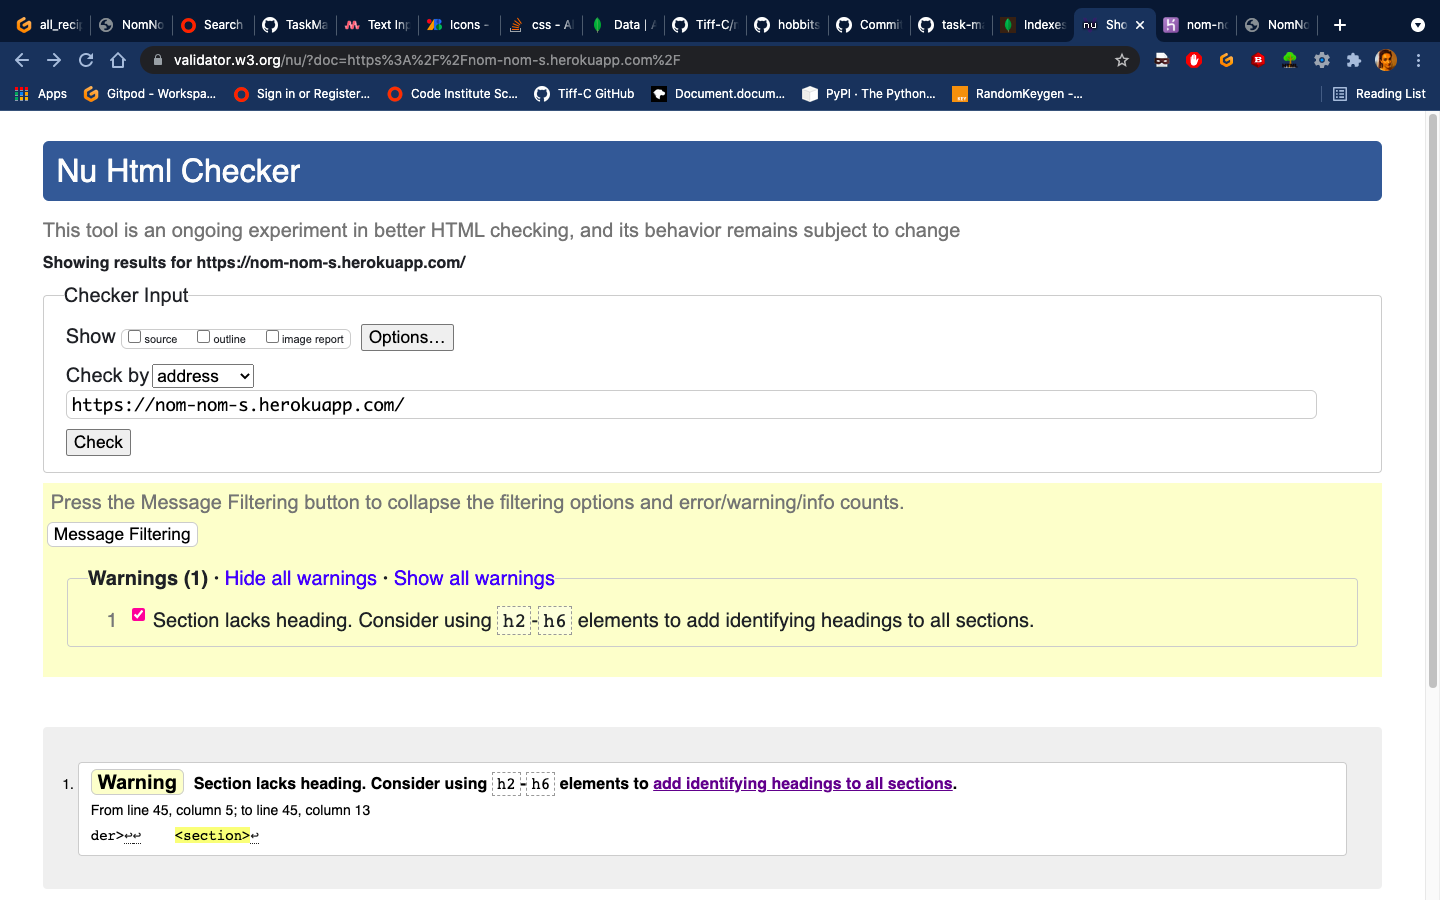 all_reci
NomNo
Search
TaskMa
Text Inp
Icons -
css - A
Data | A
Tiff-C/n
hobbits
Commit
task-ma
Indexes
nu
Sho
nom-no
NomNo
validator.w3.org/nu/?doc=https%3A%2F%2Fnom-nom-s.herokuapp.com%2F
Apps
Gitpod - Workspa...
Sign in or Register...
Code Institute Sc...
Tiff-C GitHub
Document.docum...
PyPI · The Python...
RandomKeygen -...
Reading List
Nu Html Checker
This tool is an ongoing experiment in better HTML checking, and its behavior remains subject to change
Showing results for https://nom-nom-s.herokuapp.com/
Checker Input
Show source outline image report Options...
Check by address
https://nom-nom-s.herokuapp.com/
Check
Press the Message Filtering button to collapse the filtering options and error/warning/info counts.
Message Filtering
Warnings (1) · Hide all warnings · Show all warnings
1 Section lacks heading. Consider using h2-h6 elements to add identifying headings to all sections.
1. Warning Section lacks heading. Consider using h2-h6 elements to add identifying headings to all sections.
From line 45, column 5; to line 45, column 13
der>↩↩ <section>↩